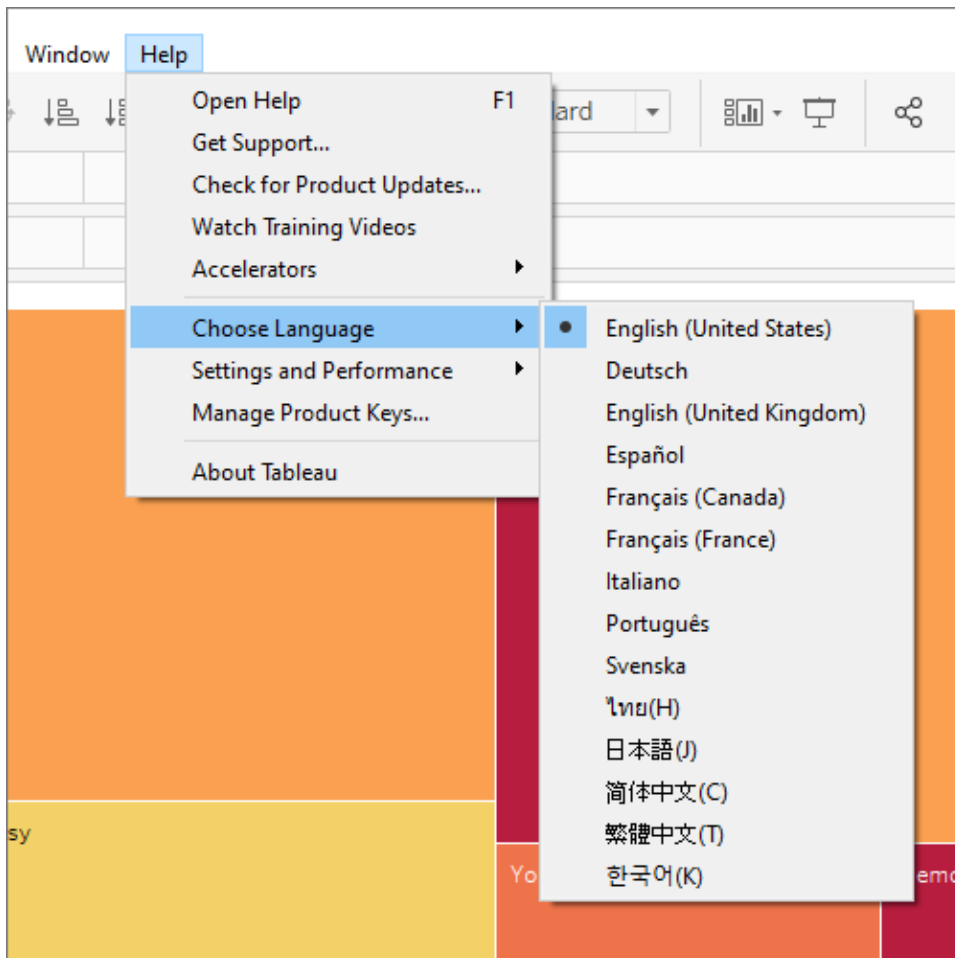 Window Help
Open Help F1
Get Support...
Check for Product Updates...
Watch Training Videos
Accelerators
Choose Language
Settings and Performance
Manage Product Keys...
About Tableau
English (United States)
Deutsch
English (United Kingdom)
Español
Français (Canada)
Français (France)
Italiano
Português
Svenska
ไทย(H)
日本語(J)
简体中文(C)
繁體中文(T)
한국어(K)